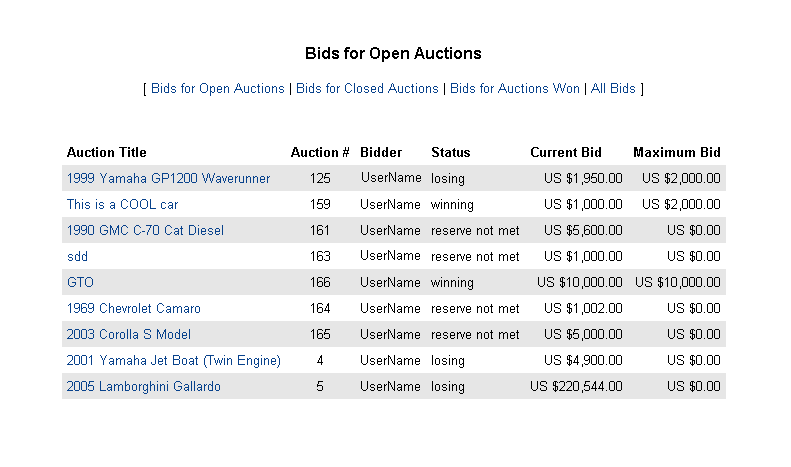 Bids for Open Auctions
[ Bids for Open Auctions | Bids for Closed Auctions | Bids for Auctions Won | All Bids ]
Auction Title Auction # Bidder Status Current Bid Maximum Bid
1999 Yamaha GP1200 Waverunner 125 UserName losing US $1,950.00 US $2,000.00
This is a COOL car 159 UserName winning US $1,000.00 US $2,000.00
1990 GMC C-70 Cat Diesel 161 UserName reserve not met US $5,600.00 US $0.00
sdd 163 UserName reserve not met US $1,000.00 US $0.00
GTO 166 UserName winning US $10,000.00 US $10,000.00
1969 Chevrolet Camaro 164 UserName reserve not met US $1,002.00 US $0.00
2003 Corolla S Model 165 UserName reserve not met US $5,000.00 US $0.00
2001 Yamaha Jet Boat (Twin Engine) 4 UserName losing US $4,900.00 US $0.00
2005 Lamborghini Gallardo 5 UserName losing US $220,544.00 US $0.00